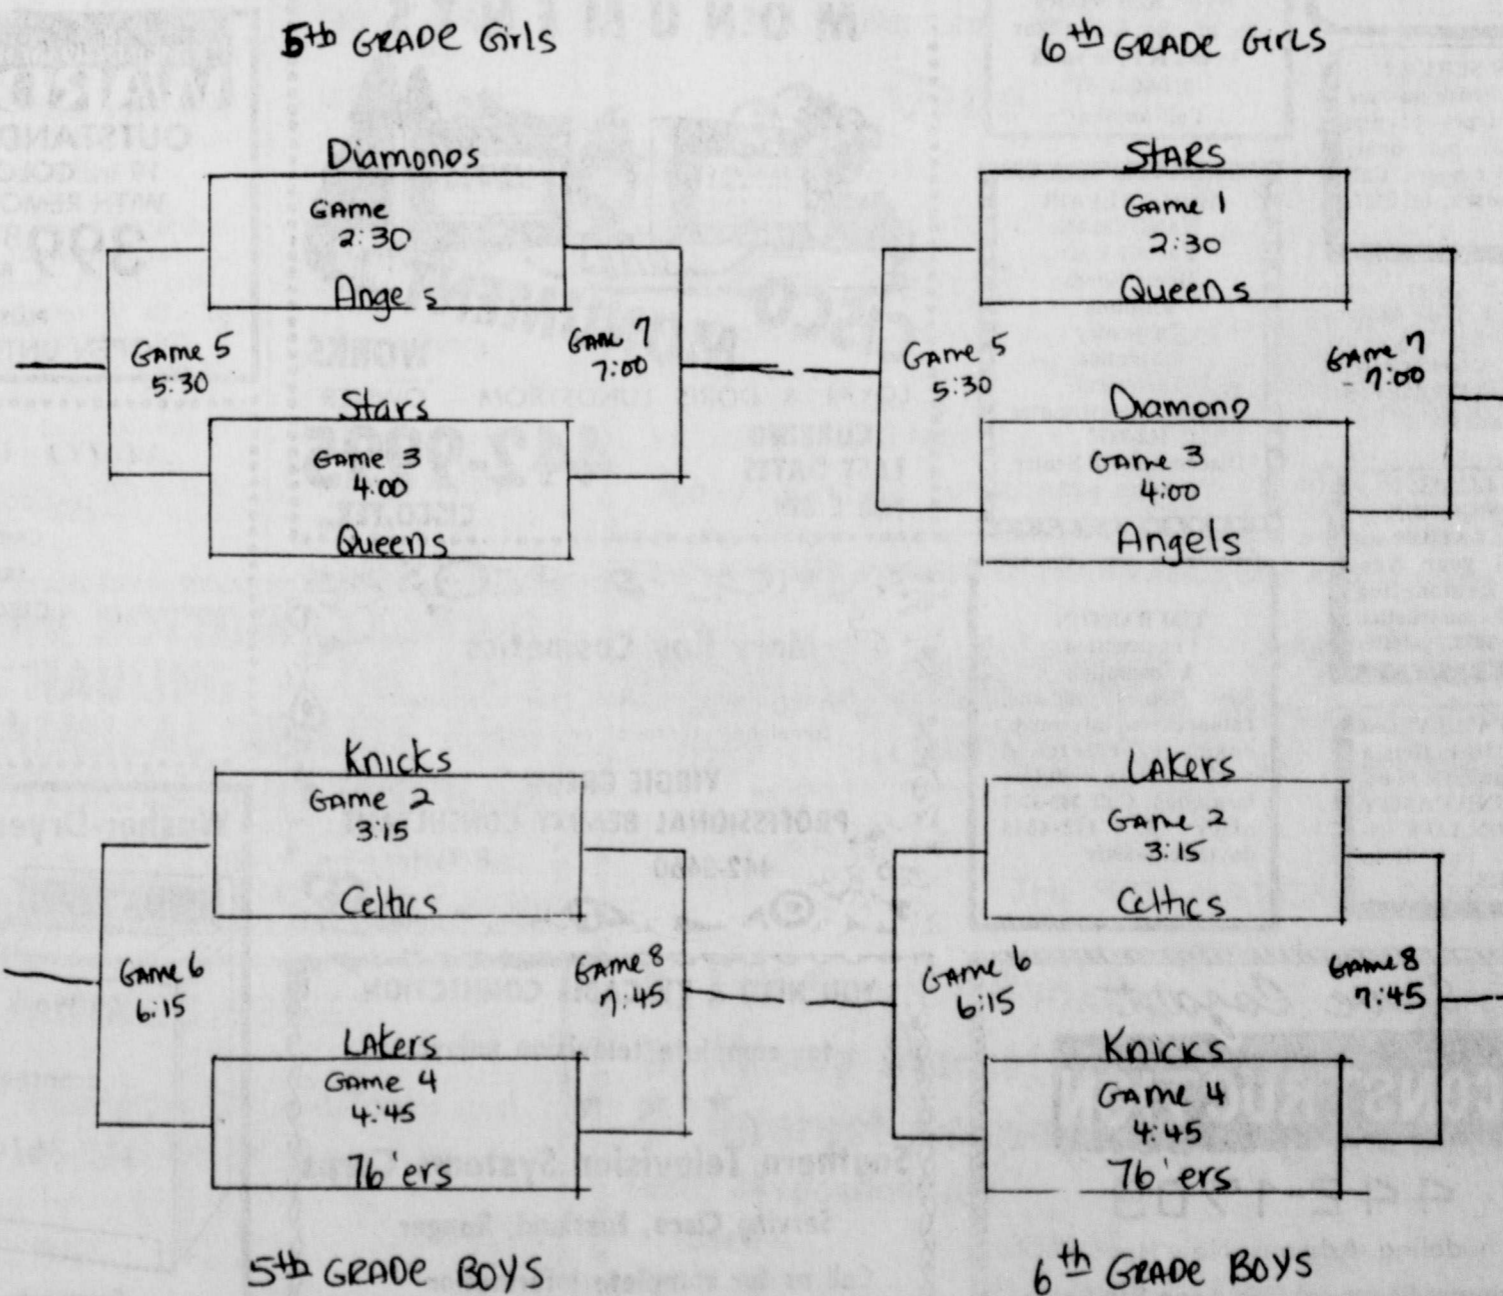 5th GRADE Girls
Diamonds
GAME
2:30
Ange s
GAME 5
5:30
GAME 7
7:00
Stars
GAME 3
4:00
Queens
6th GRADE GIRLS
STARS
GAME 1
2:30
Queens
GAME 5
5:30
GAME 7
7:00
Diamond
GAME 3
4:00
Angels
Knicks
GAME 2
3:15
Celtics
GAME 6
6:15
GAME 8
7:45
LAKers
GAME 4
4:45
76'ers
5th GRADE BOYS
LAKers
GAME 2
3:15
Celtics
GAME 6
6:15
GAME 8
7:45
Knicks
GAME 4
4:45
76'ers
6th GRADE BOYS